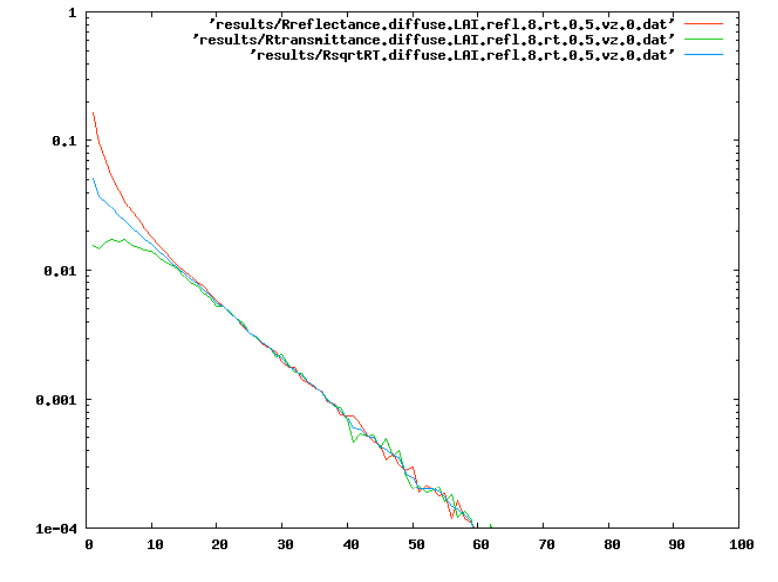 1
'results/Rreflectance.diffuse.LAI.refl.8.rt.0.5.vz.0.dat'
'results/Rtransmittance.diffuse.LAI.refl.8.rt.0.5.vz.0.dat'
'results/RsqrtRT.diffuse.LAI.refl.8.rt.0.5.vz.0.dat'
0.1
0.01
0.001
1e-04
0 10 20 30 40 50 60 70 80 90 100